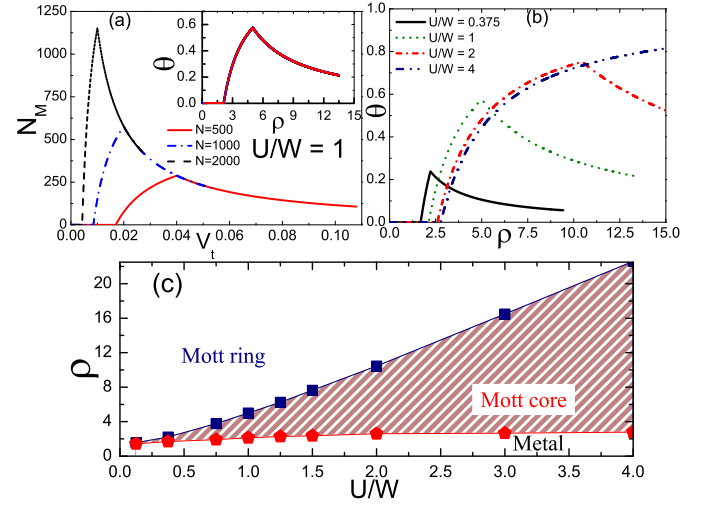 (a)
N_M
1250
1000
750
500
250
0
0.00 0.02 0.04 0.06 0.08 0.10
V_t
θ
0.6
0.4
0.2
0.0
0 3 6 9 12 15
ρ
N=500
N=1000
N=2000
U/W = 1
(b)
U/W = 0.375
U/W = 1
U/W = 2
U/W = 4
θ
1.0
0.8
0.6
0.4
0.2
0.0
0.0 2.5 5.0 7.5 10.0 12.5 15.0
ρ
(c)
ρ
20
16
12
8
4
0
Mott ring
Mott core
Metal
0.0 0.5 1.0 1.5 2.0 2.5 3.0 3.5 4.0
U/W